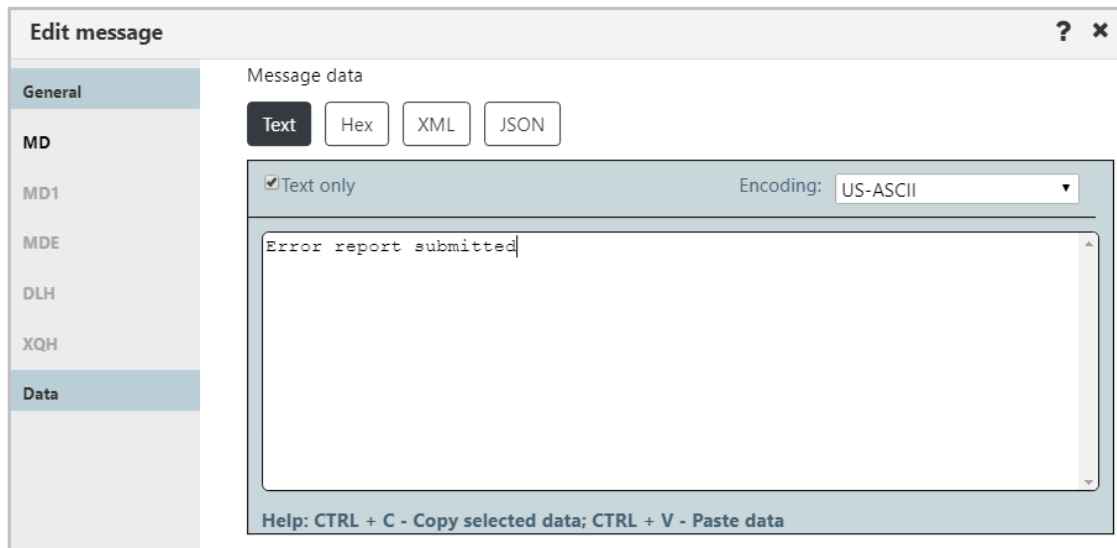 Edit message
? ×
General
MD
MD1
MDE
DLH
XQH
Data
Message data
Text Hex XML JSON
Text only Encoding: US-ASCII
Error report submitted
Help: CTRL + C - Copy selected data; CTRL + V - Paste data